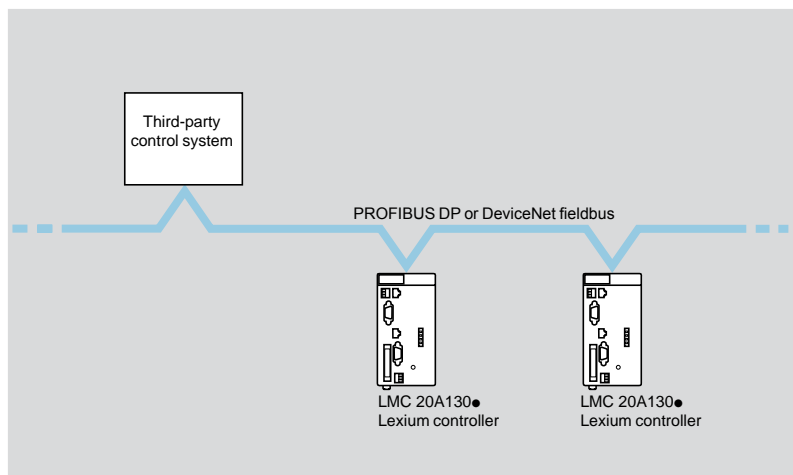 Third-party
control system
PROFIBUS DP or DeviceNet fieldbus
LMC 20A130●
Lexium controller
LMC 20A130●
Lexium controller